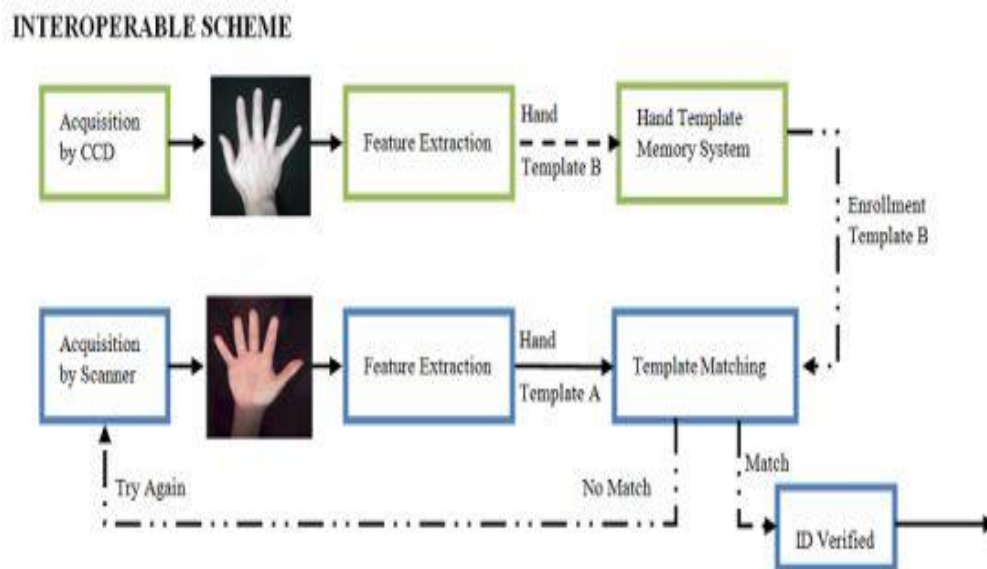 INTEROPERABLE SCHEME
Acquisition
by CCD
Feature Extraction
Hand
Template B
Hand Template
Memory System
Enrollment
Template B
Acquisition
by Scanner
Feature Extraction
Hand
Template A
Template Matching
Try Again
No Match
Match
ID Verified